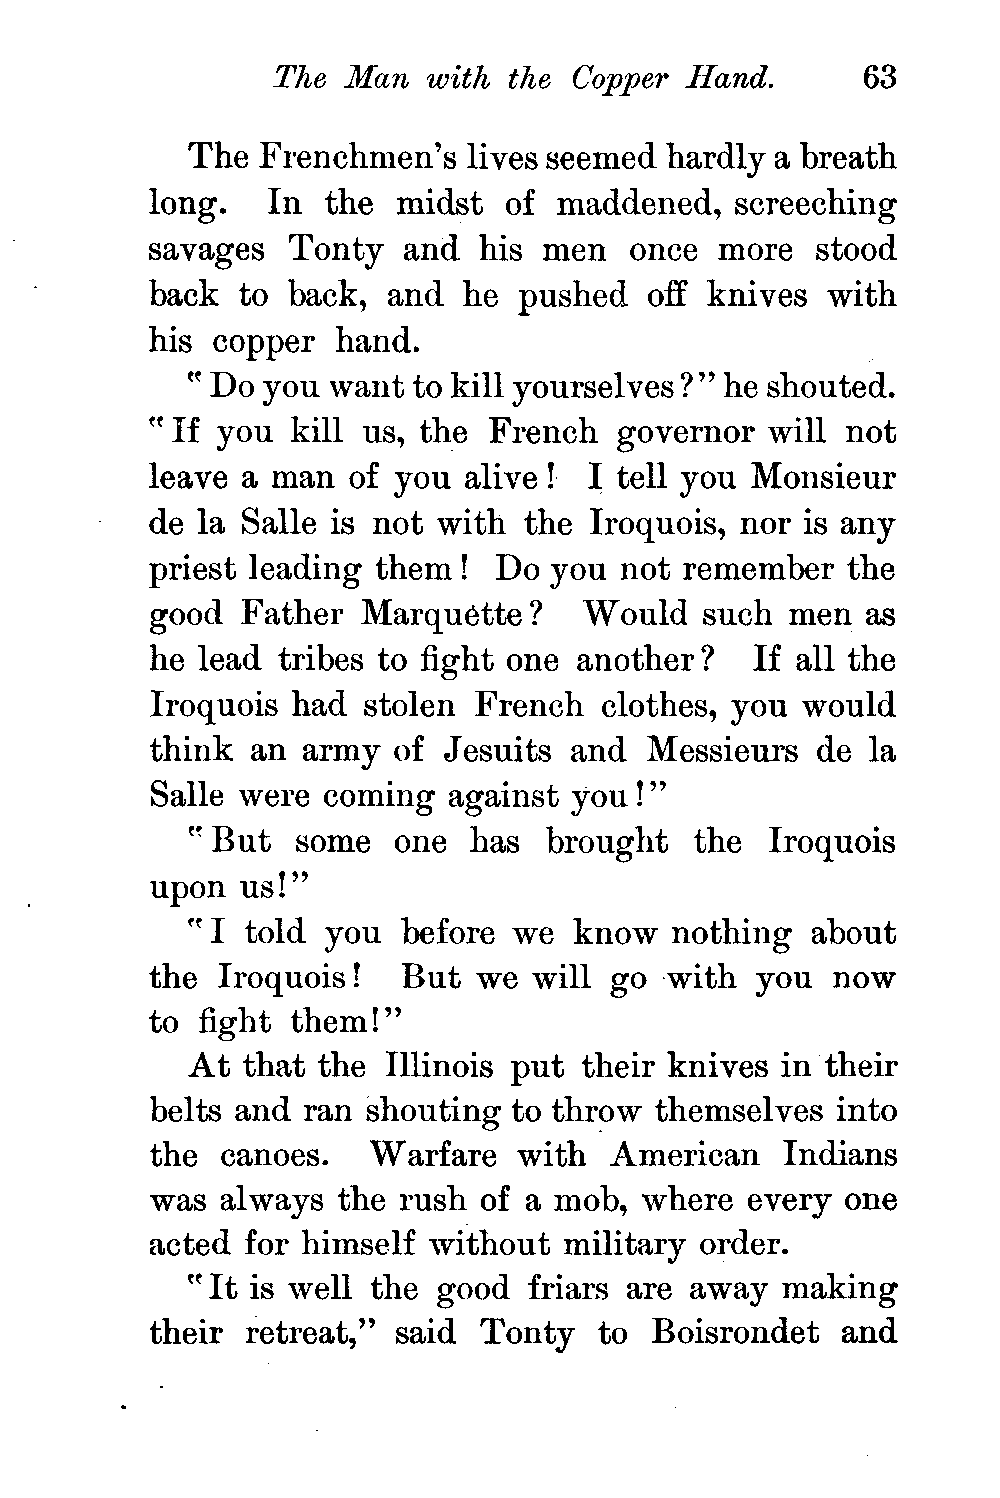 The Man with the Copper Hand. 63
The Frenchmen's lives seemed hardly a breath
long. In the midst of maddened, screeching
savages Tonty and his men once more stood
back to back, and he pushed off knives with
his copper hand.
"Do you want to kill yourselves?" he shouted.
"If you kill us, the French governor will not
leave a man of you alive! I tell you Monsieur
de la Salle is not with the Iroquois, nor is any
priest leading them! Do you not remember the
good Father Marquette? Would such men as
he lead tribes to fight one another? If all the
Iroquois had stolen French clothes, you would
think an army of Jesuits and Messieurs de la
Salle were coming against you!"
"But some one has brought the Iroquois
upon us!"
"I told you before we know nothing about
the Iroquois! But we will go with you now
to fight them!"
At that the Illinois put their knives in their
belts and ran shouting to throw themselves into
the canoes. Warfare with American Indians
was always the rush of a mob, where every one
acted for himself without military order.
"It is well the good friars are away making
their retreat," said Tonty to Boisrondet and